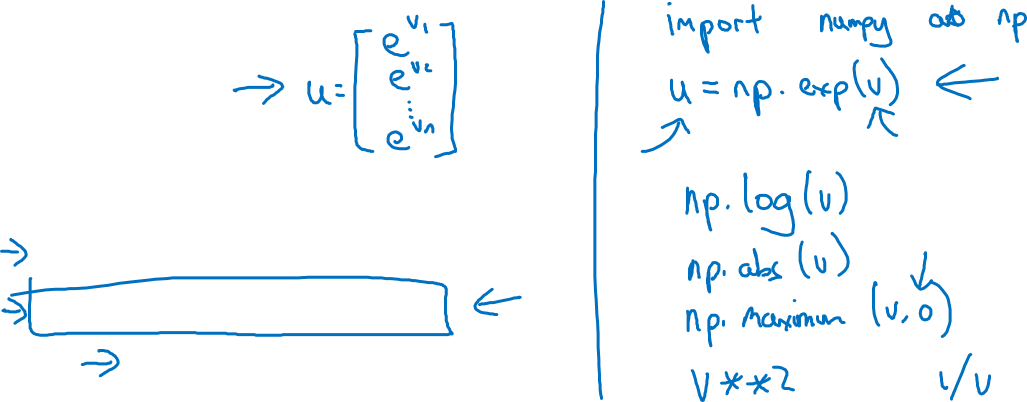 u = [e^v1
e^v2
⋮
e^vn]
import numpy as np
u = np.exp(v)
np.log(v)
np.abs(v)
np.maximum(v, 0)
v**2 1/v